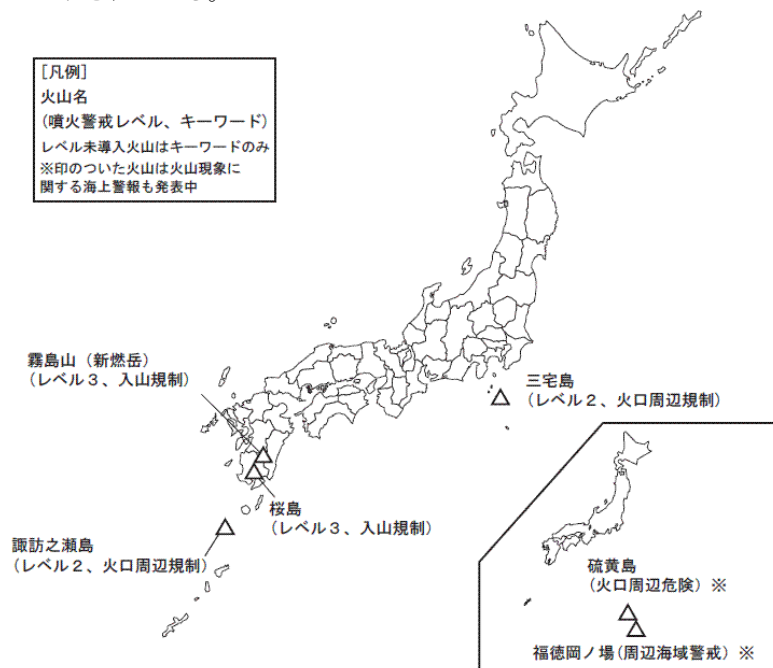 [凡例]
火山名
(噴火警戒レベル、キーワード)
レベル未導入火山はキーワードのみ
※印のついた火山は火山現象に
関する海上警報も発表中
霧島山（新燃岳）
(レベル３、入山規制)
三宅島
(レベル２、火口周辺規制)
桜島
(レベル３、入山規制)
諏訪之瀬島
(レベル２、火口周辺規制)
硫黄島
(火口周辺危険) ※
福徳岡ノ場(周辺海域警戒) ※